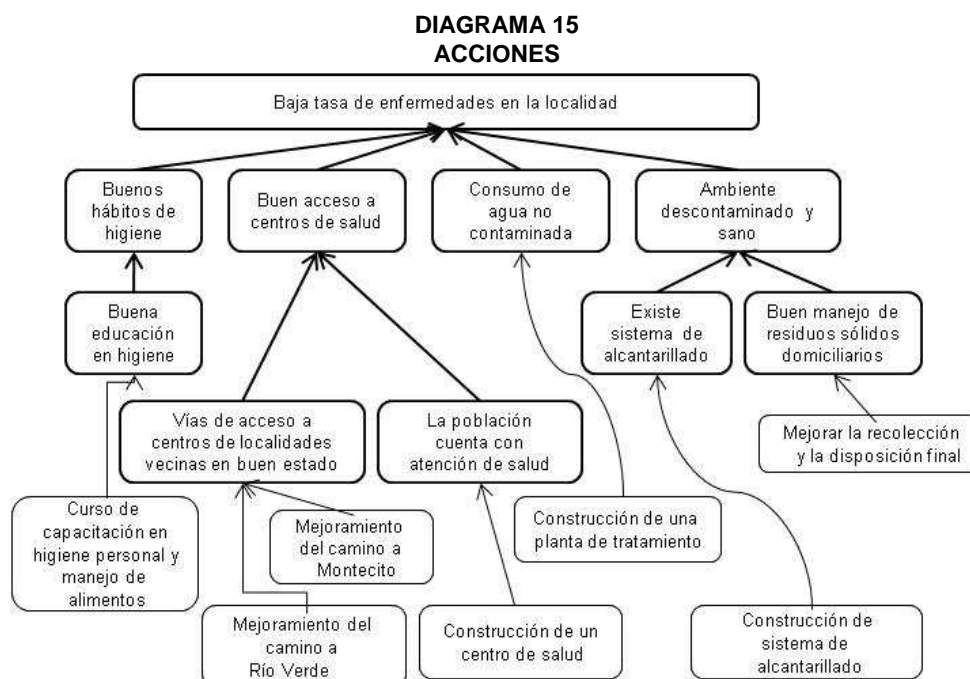 DIAGRAMA 15
ACCIONES
Baja tasa de enfermedades en la localidad
Buenos
hábitos de
higiene
Buen acceso a
centros de salud
Consumo de
agua no
contaminada
Ambiente
descontaminado y
sano
Buena
educación
en higiene
Existe
sistema de
alcantarillado
Buen manejo de
residuos sólidos
domiciliarios
Vías de acceso a
centros de localidades
vecinas en buen estado
La población
cuenta con
atención de salud
Mejorar la recolección
y la disposición final
Curso de
capacitación en
higiene personal y
manejo de
alimentos
Mejoramiento
del camino a
Montecito
Construcción de una
planta de tratamiento
Mejoramiento del
camino a
Río Verde
Construcción de un
centro de salud
Construcción de
sistema de
alcantarillado